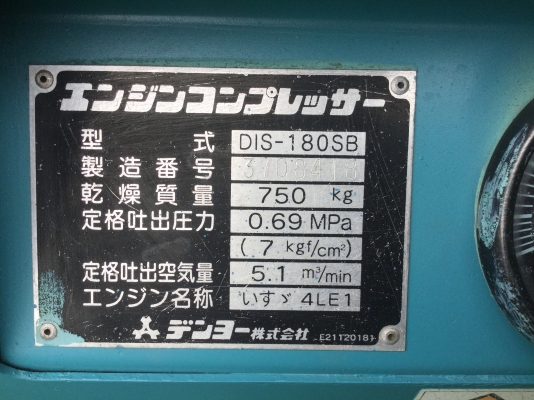 エンジンコンプレッサー
型式 DIS-180SB
製造番号
乾燥質量 750 kg
定格吐出圧力 0.69 MPa
(7 kgf/cm²)
定格吐出空気量 5.1 m³/min
エンジン名称 いすゞ 4LE1
デンヨー株式会社